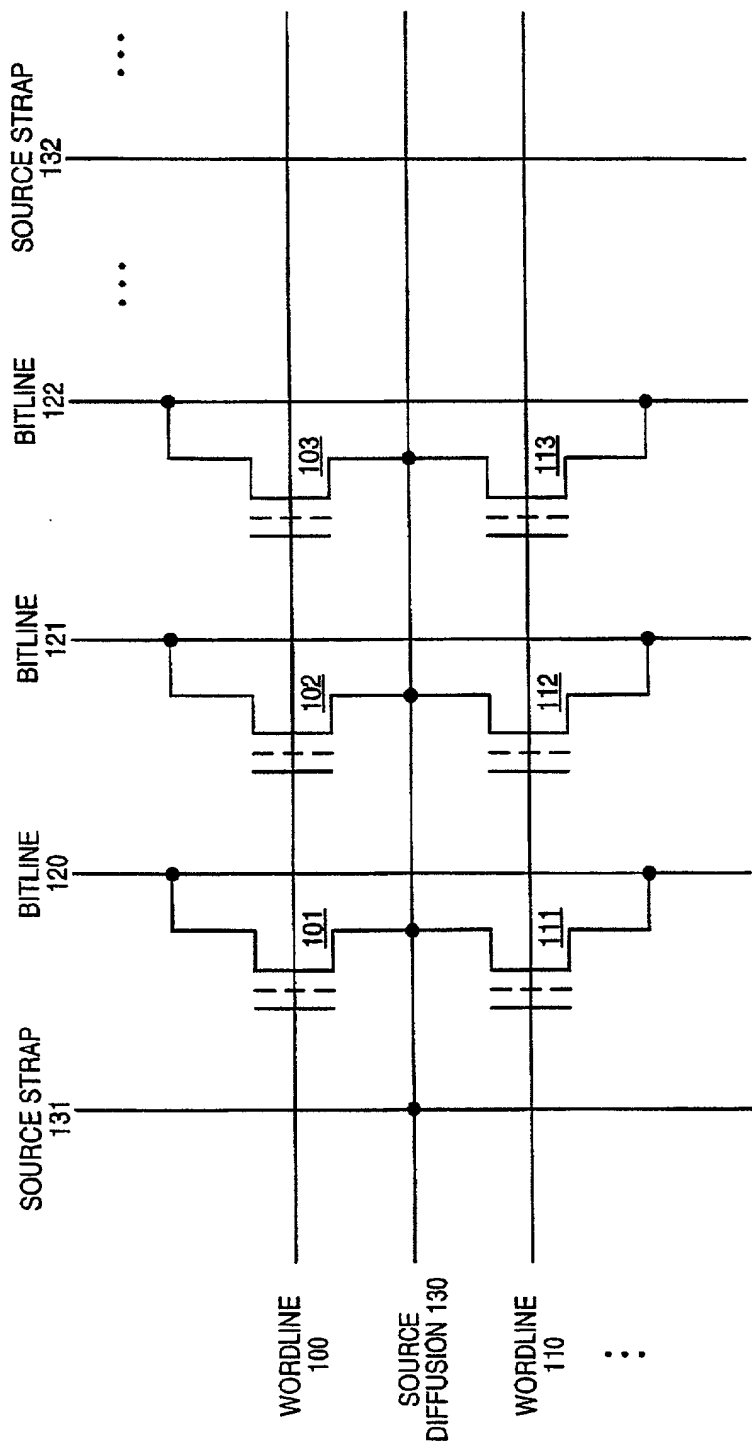 SOURCE STRAP
131
BITLINE
120
BITLINE
121
BITLINE
122
SOURCE STRAP
132
...
...
WORDLINE
100
101
102
103
SOURCE
DIFFUSION 130
WORDLINE
110
111
112
113
...